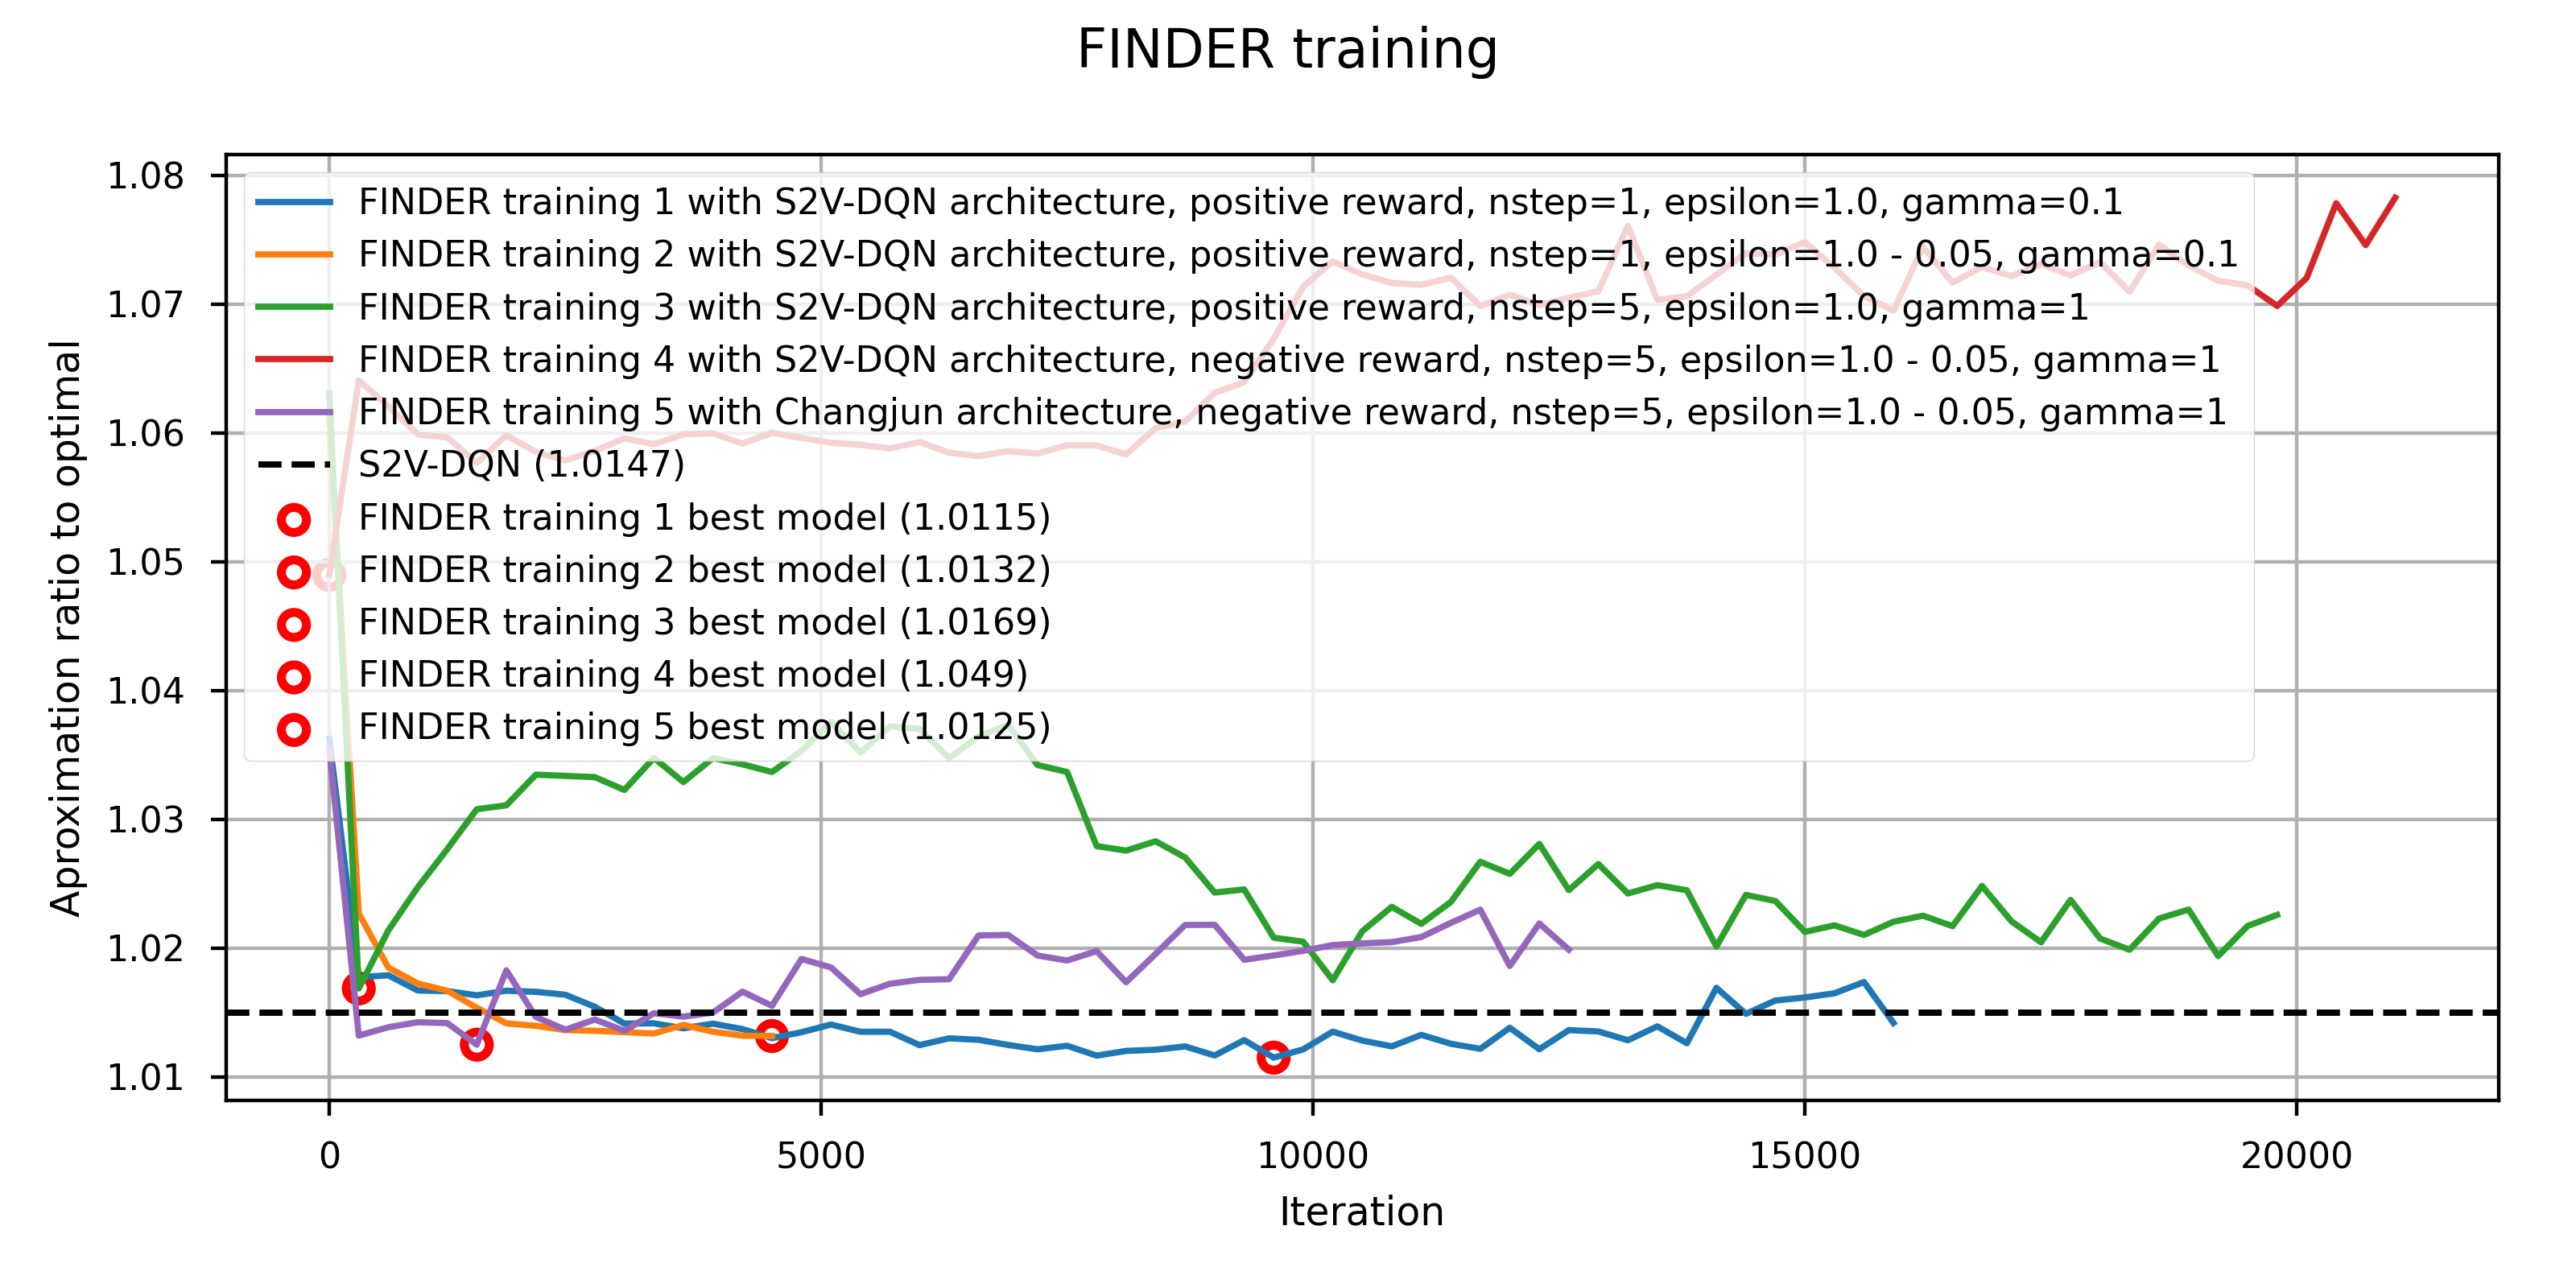 FINDER training
Aproximation ratio to optimal
1.08
1.07
1.06
1.05
1.04
1.03
1.02
1.01
FINDER training 1 with S2V-DQN architecture, positive reward, nstep=1, epsilon=1.0, gamma=0.1
FINDER training 2 with S2V-DQN architecture, positive reward, nstep=1, epsilon=1.0 - 0.05, gamma=0.1
FINDER training 3 with S2V-DQN architecture, positive reward, nstep=5, epsilon=1.0, gamma=1
FINDER training 4 with S2V-DQN architecture, negative reward, nstep=5, epsilon=1.0 - 0.05, gamma=1
FINDER training 5 with Changjun architecture, negative reward, nstep=5, epsilon=1.0 - 0.05, gamma=1
S2V-DQN (1.0147)
FINDER training 1 best model (1.0115)
FINDER training 2 best model (1.0132)
FINDER training 3 best model (1.0169)
FINDER training 4 best model (1.049)
FINDER training 5 best model (1.0125)
0 5000 10000 15000 20000
Iteration